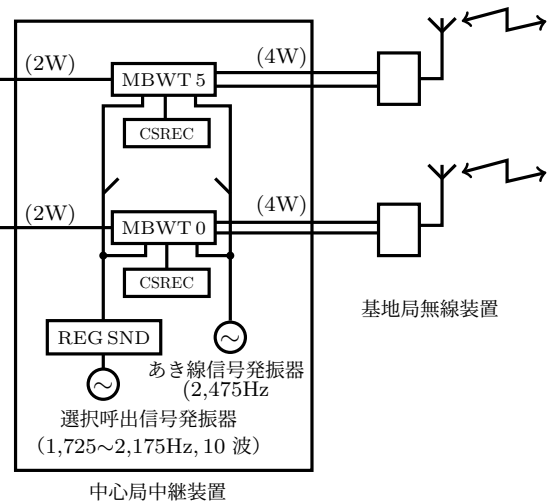 (2W)
MBWT 5
(4W)
CSREC
(2W)
MBWT 0
(4W)
CSREC
基地局無線装置
REG SND
あき線信号発振器
(2,475Hz
選択呼出信号発振器
(1,725~2,175Hz, 10 波)
中心局中継装置